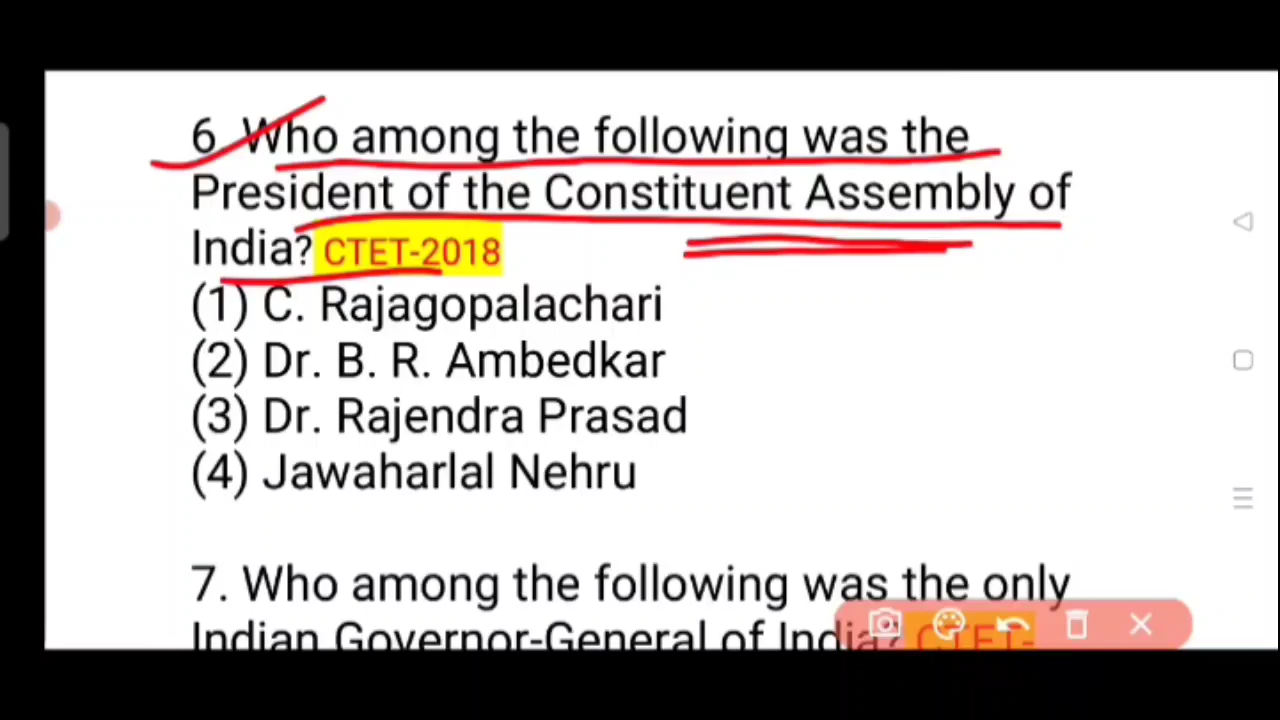 6. Who among the following was the
President of the Constituent Assembly of
India? CTET-2018
(1) C. Rajagopalachari
(2) Dr. B. R. Ambedkar
(3) Dr. Rajendra Prasad
(4) Jawaharlal Nehru
7. Who among the following was the only
Indian Governor-General of India? CTET-